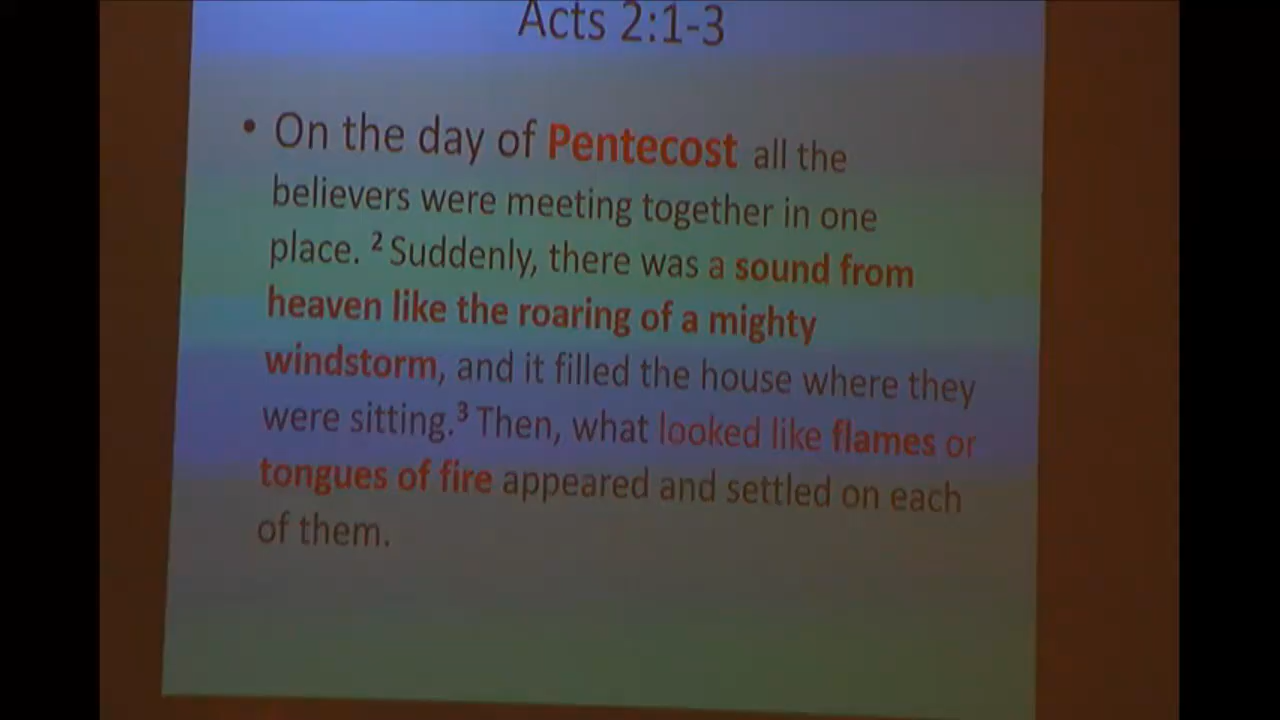 Acts 2:1-3
• On the day of Pentecost all the
believers were meeting together in one
place. ² Suddenly, there was a sound from
heaven like the roaring of a mighty
windstorm, and it filled the house where they
were sitting.³ Then, what looked like flames or
tongues of fire appeared and settled on each
of them.